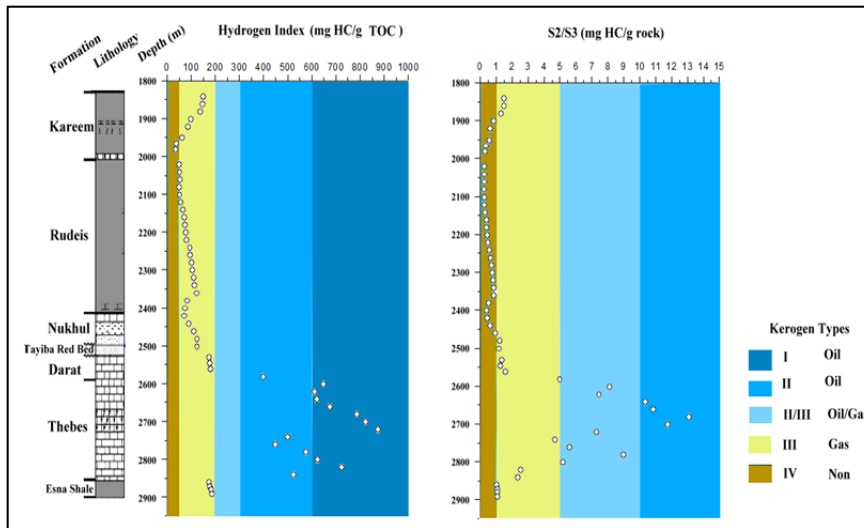 Formation Lithology Depth (m) Hydrogen Index (mg HC/g TOC) S2/S3 (mg HC/g rock)
0 100 200 300 400 500 600 700 800 900 1000
0 1 2 3 4 5 6 7 8 9 10 11 12 13 14 15
1800 1800
Kareem 1900 1900
2000 2000
2100 2100
Rudeis 2200 2200
2300 2300
2400 2400
Nukhul
Tayiba Red Bed 2500 2500
Darat
2600 2600
Thebes 2700 2700
2800 2800
Esna Shale 2900 2900
Kerogen Types
I Oil
II Oil
II/III Oil/Ga
III Gas
IV Non